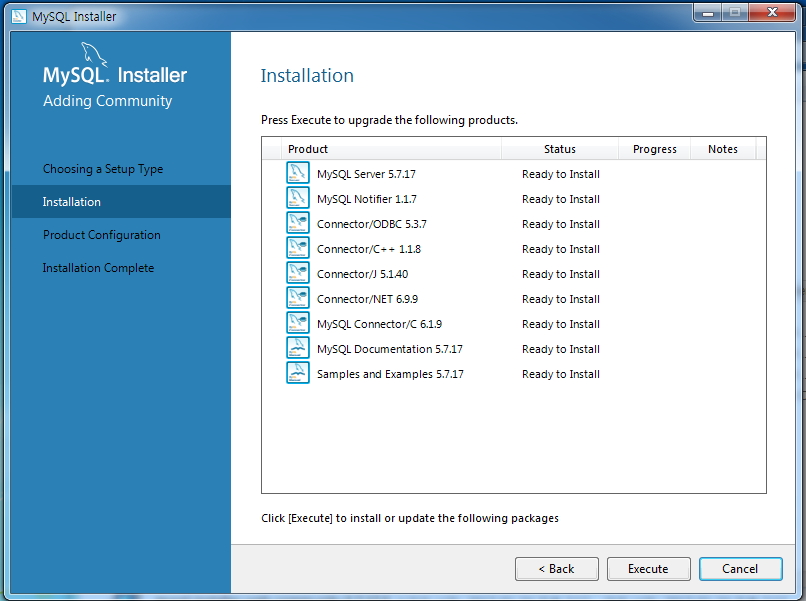 MySQL Installer
MySQL. Installer
Adding Community
Choosing a Setup Type
Installation
Product Configuration
Installation Complete
Installation
Press Execute to upgrade the following products.
Product Status Progress Notes
MySQL Server 5.7.17 Ready to Install
MySQL Notifier 1.1.7 Ready to Install
Connector/ODBC 5.3.7 Ready to Install
Connector/C++ 1.1.8 Ready to Install
Connector/J 5.1.40 Ready to Install
Connector/NET 6.9.9 Ready to Install
MySQL Connector/C 6.1.9 Ready to Install
MySQL Documentation 5.7.17 Ready to Install
Samples and Examples 5.7.17 Ready to Install
Click [Execute] to install or update the following packages
< Back Execute Cancel